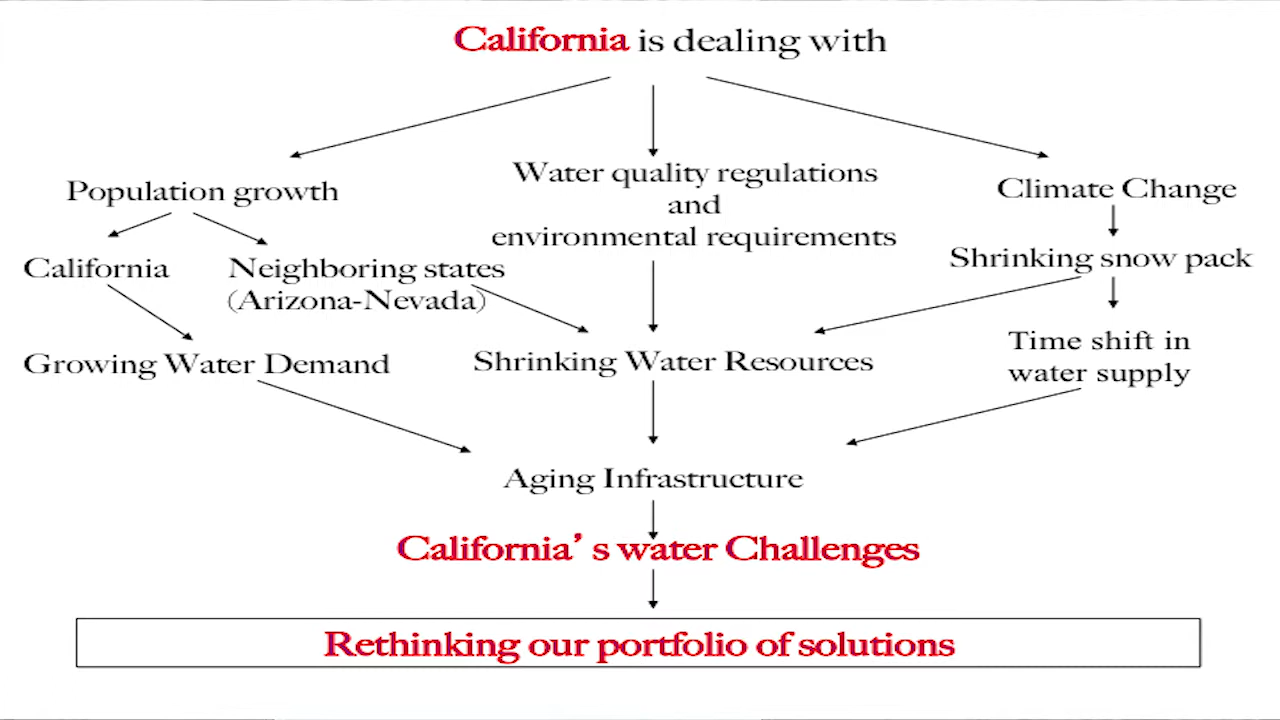 California is dealing with
Population growth
Water quality regulations
and
environmental requirements
Climate Change
California
Neighboring states
(Arizona-Nevada)
Shrinking snow pack
Growing Water Demand
Shrinking Water Resources
Time shift in
water supply
Aging Infrastructure
California’ s water Challenges
Rethinking our portfolio of solutions